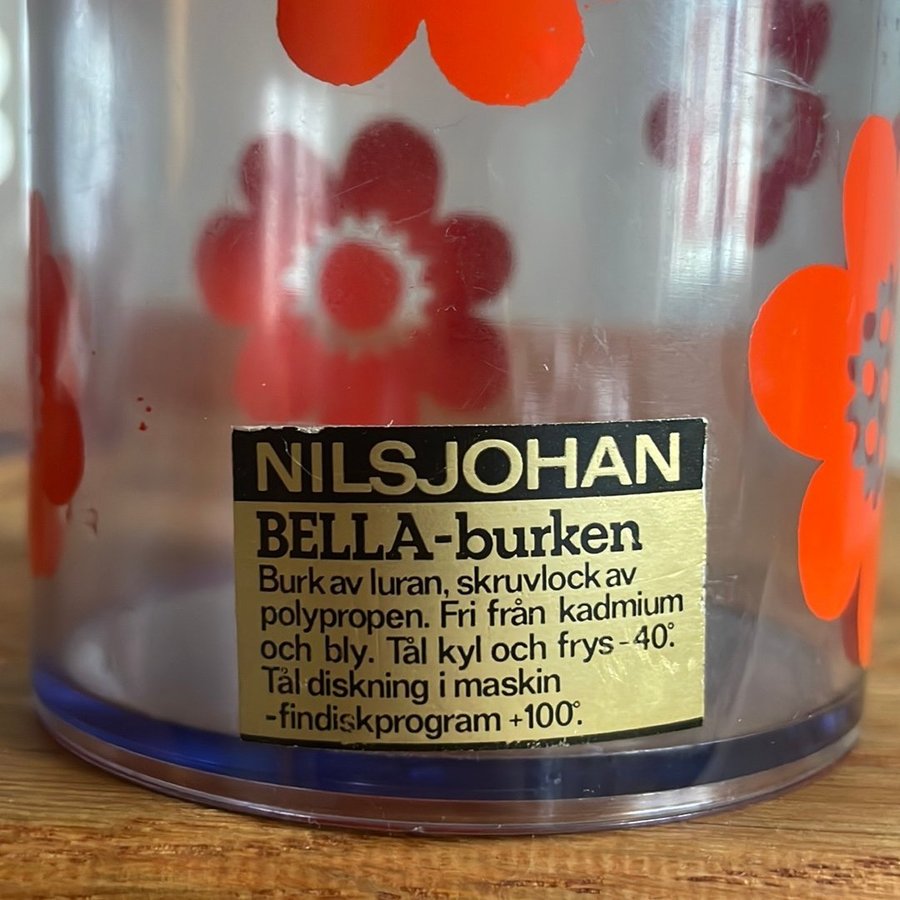 NILSJOHAN
BELLA-burken
Burk av luran, skruvlock av
polypropen. Fri från kadmium
och bly. Tål kyl och frys -40°.
Tål diskning i maskin
-findiskprogram +100°.